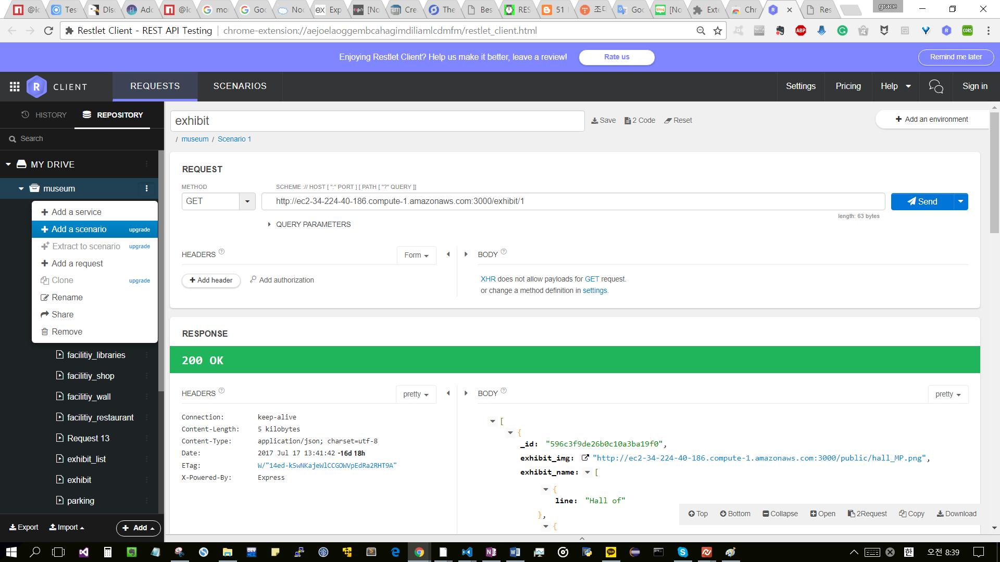 @ic
Tes
Disc
Adc
@ic
mo
Goo
Noc
ex Exp
[No
Cre
The
Bes
RES
51
조대
Goo
[No
Exte
Chr
Res
grace
Restlet Client - REST API Testing
chrome-extension://aejoelaoggembcahagimdiliamlcdmfm/restlet_client.html
Enjoying Restlet Client? Help us make it better, leave a review!
Rate us
Remind me later
R CLIENT
REQUESTS
SCENARIOS
Settings
Pricing
Help
Sign in
HISTORY
REPOSITORY
Search
MY DRIVE
museum
Add a service
Add a scenario upgrade
Extract to scenario upgrade
Add a request
Clone upgrade
Rename
Share
Remove
facilitiy_libraries
facilitiy_shop
facilitiy_wall
facilitiy_restaurant
Request 13
exhibit_list
exhibit
parking
Export
Import
+ Add
exhibit
Save
2 Code
Reset
+ Add an environment
/ museum / Scenario 1
REQUEST
METHOD
SCHEME :// HOST [ ":" PORT ] [ PATH [ "?" QUERY ]]
GET
http://ec2-34-224-40-186.compute-1.amazonaws.com:3000/exhibit/1
Send
length: 63 bytes
QUERY PARAMETERS
HEADERS ?
Form
BODY ?
+ Add header
Add authorization
XHR does not allow payloads for GET request.
or change a method definition in settings.
RESPONSE
200 OK
HEADERS ?
pretty
BODY ?
pretty
Connection: keep-alive
Content-Length: 5 kilobytes
Content-Type: application/json; charset=utf-8
Date: 2017 Jul 17 13:41:42 -16d 18h
ETag: W/"14ed-k5wNKajeWlCCGOWVpEdRa2RHT9A"
X-Powered-By: Express
[
{
_id: "596c3f9de26b0c10a3ba19f0",
exhibit_img: "http://ec2-34-224-40-186.compute-1.amazonaws.com:3000/public/hall_MP.png",
exhibit_name: [
{
line: "Hall of"
},
{
Top
Bottom
Collapse
Open
2Request
Copy
Download
한
오전 8:39